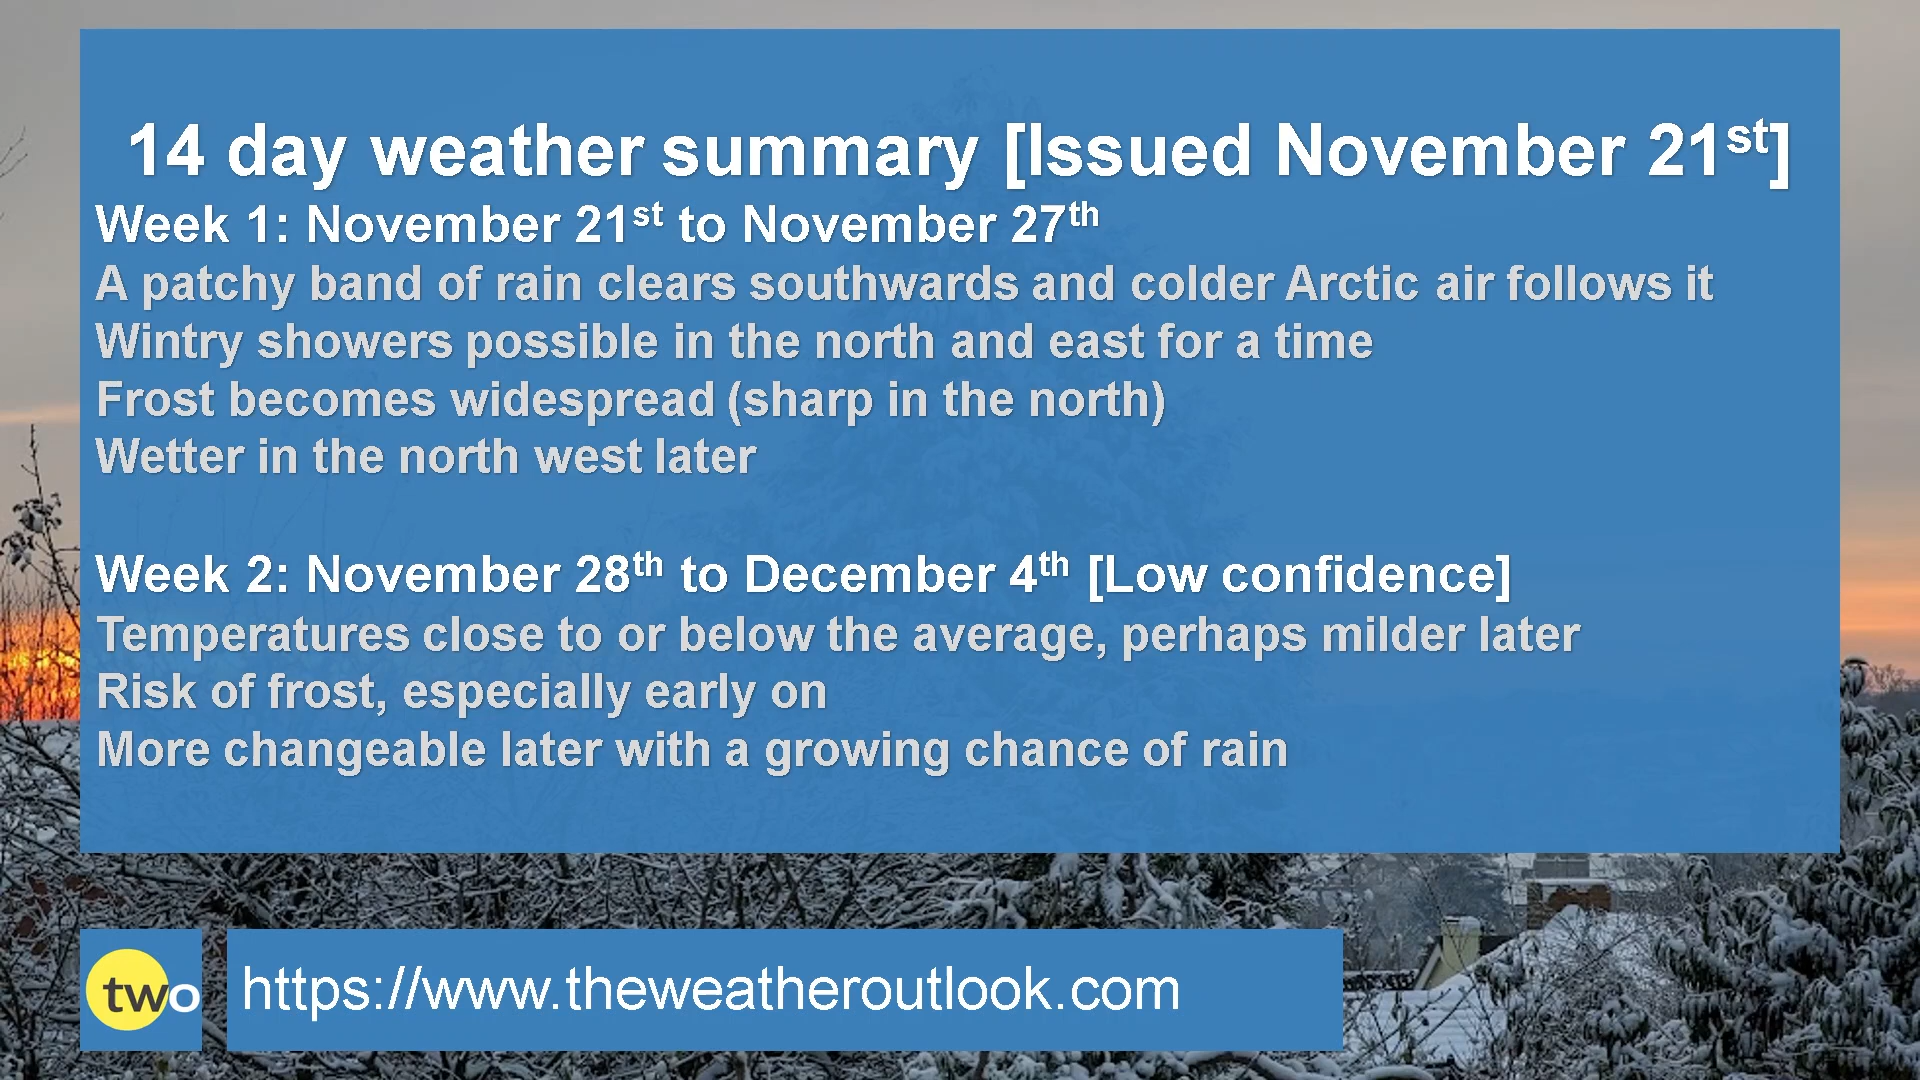 14 day weather summary [Issued November 21st]
Week 1: November 21st to November 27th
A patchy band of rain clears southwards and colder Arctic air follows it
Wintry showers possible in the north and east for a time
Frost becomes widespread (sharp in the north)
Wetter in the north west later
Week 2: November 28th to December 4th [Low confidence]
Temperatures close to or below the average, perhaps milder later
Risk of frost, especially early on
More changeable later with a growing chance of rain
two
https://www.theweatheroutlook.com